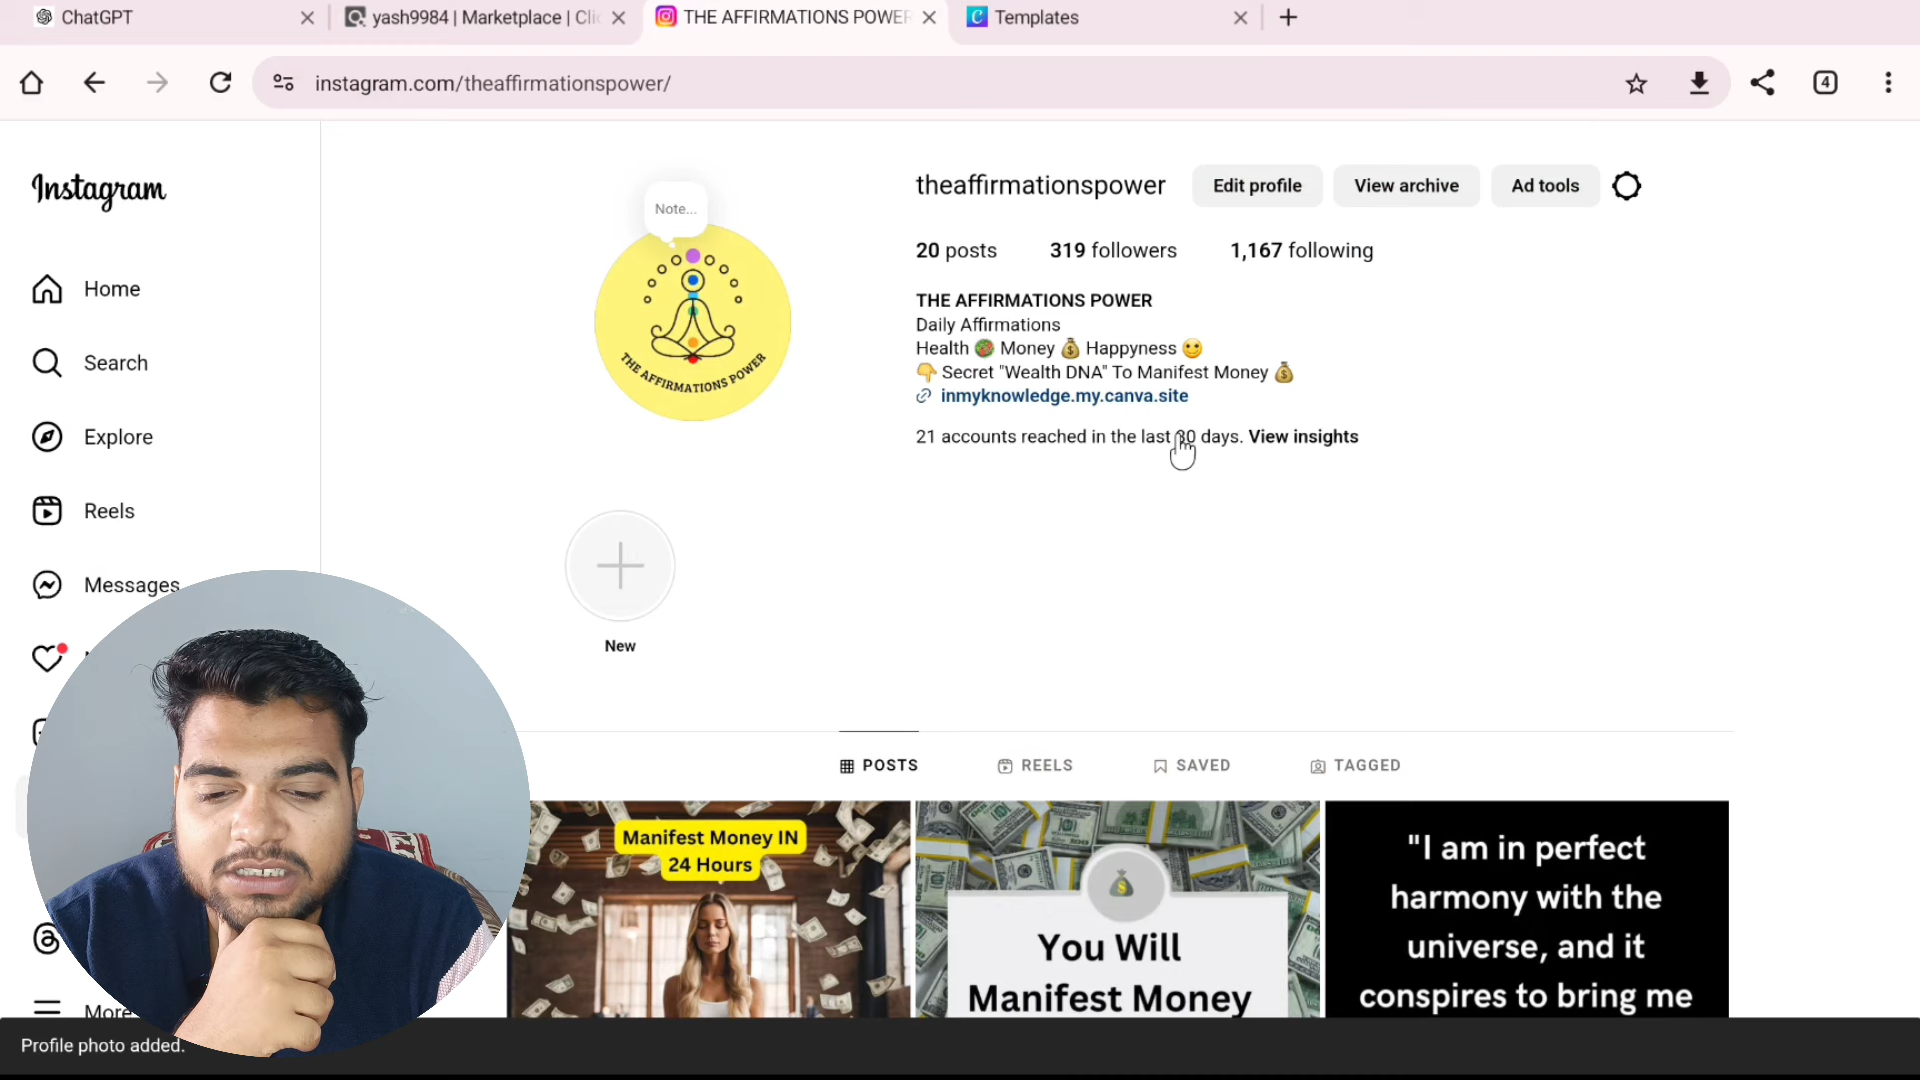 ChatGPT
yash9984 | Marketplace | Clic
THE AFFIRMATIONS POWER
Templates
instagram.com/theaffirmationspower/
4
Instagram
Home
Search
Explore
Reels
Messages
More
Note...
THE AFFIRMATIONS POWER
theaffirmationspower
Edit profile
View archive
Ad tools
20 posts
319 followers
1,167 following
THE AFFIRMATIONS POWER
Daily Affirmations
Health 🥗 Money 💰 Happyness 🙂
👇 Secret "Wealth DNA" To Manifest Money 💰
inmyknowledge.my.canva.site
21 accounts reached in the last 30 days. View insights
New
POSTS
REELS
SAVED
TAGGED
Manifest Money IN
24 Hours
You Will
Manifest Money
"I am in perfect
harmony with the
universe, and it
conspires to bring me
Profile photo added.